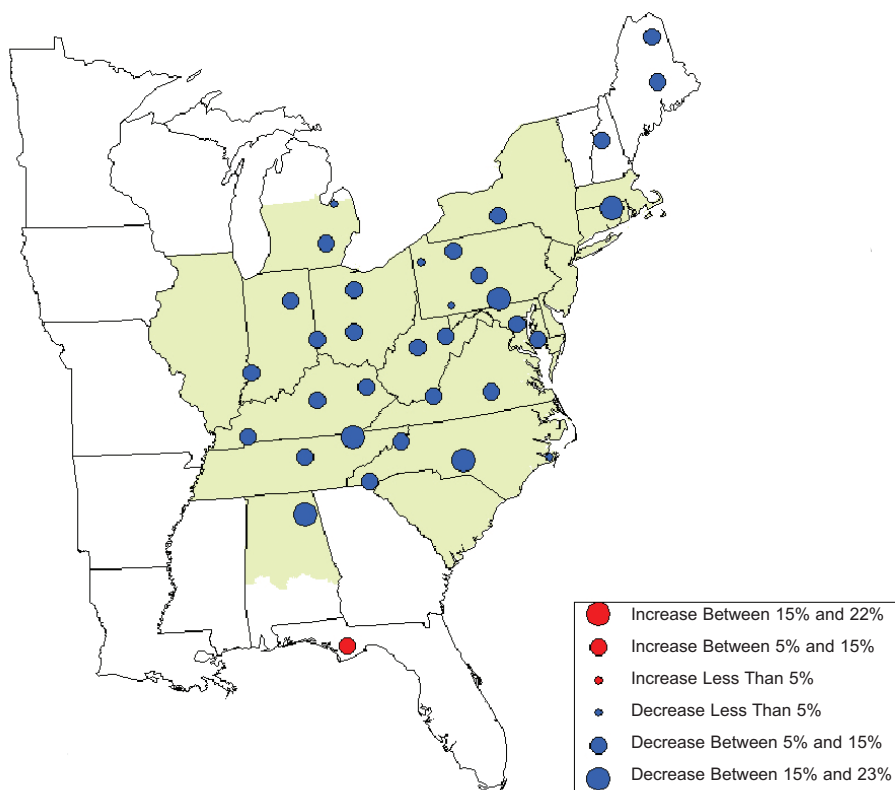 Increase Between 15% and 22%
Increase Between 5% and 15%
Increase Less Than 5%
Decrease Less Than 5%
Decrease Between 5% and 15%
Decrease Between 15% and 23%